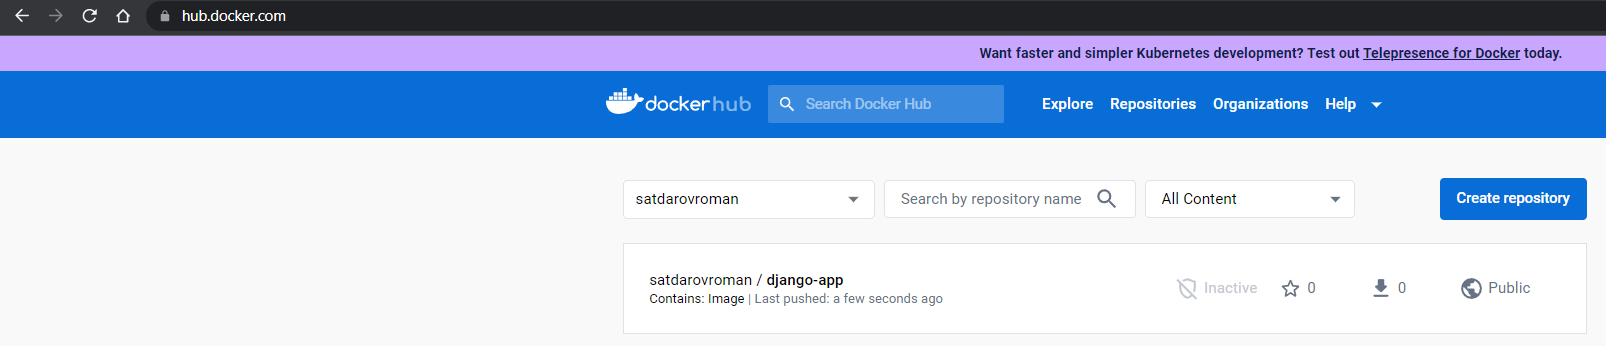 hub.docker.com
Want faster and simpler Kubernetes development? Test out Telepresence for Docker today.
dockerhub Search Docker Hub Explore Repositories Organizations Help
satdarovroman Search by repository name All Content Create repository
satdarovroman / django-app Inactive 0 0 Public
Contains: Image | Last pushed: a few seconds ago